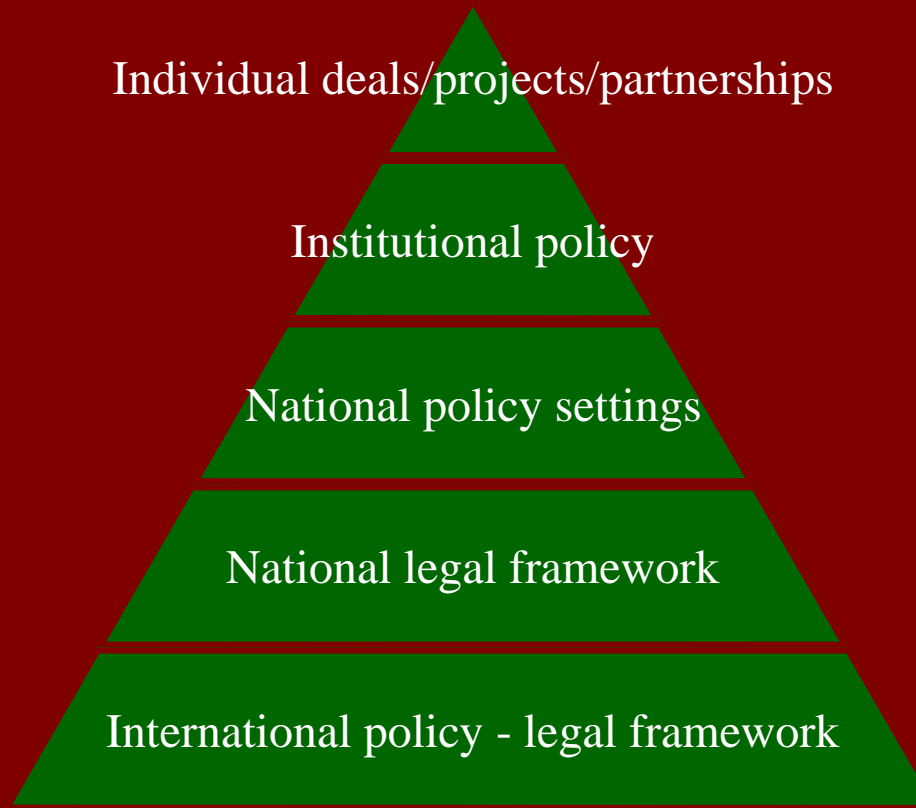 Individual deals/projects/partnerships
Institutional policy
National policy settings
National legal framework
International policy - legal framework